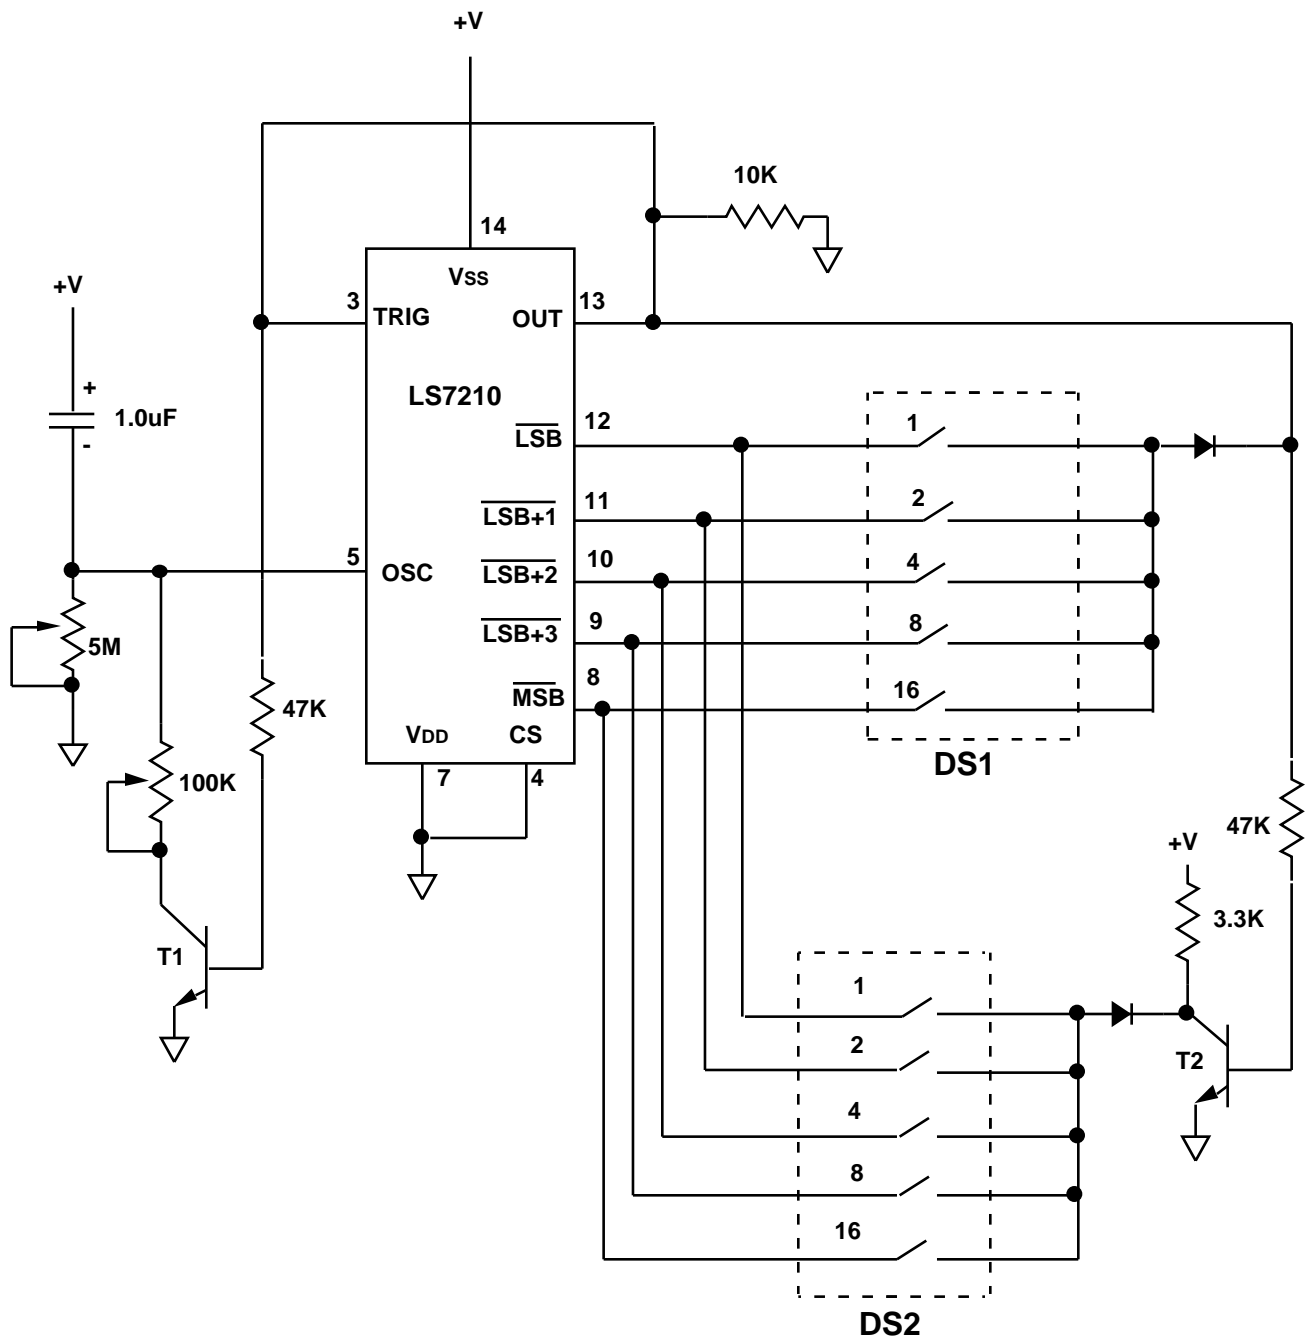 +V
10K
14
VSS
+V
3
TRIG
OUT
13
LS7210
+
1.0uF
-
LSB
12
1
LSB+1
11
2
5
OSC
LSB+2
10
4
LSB+3
9
8
5M
MSB
8
16
47K
VDD
CS
DS1
7
4
100K
47K
+V
3.3K
T1
1
2
T2
4
8
16
DS2